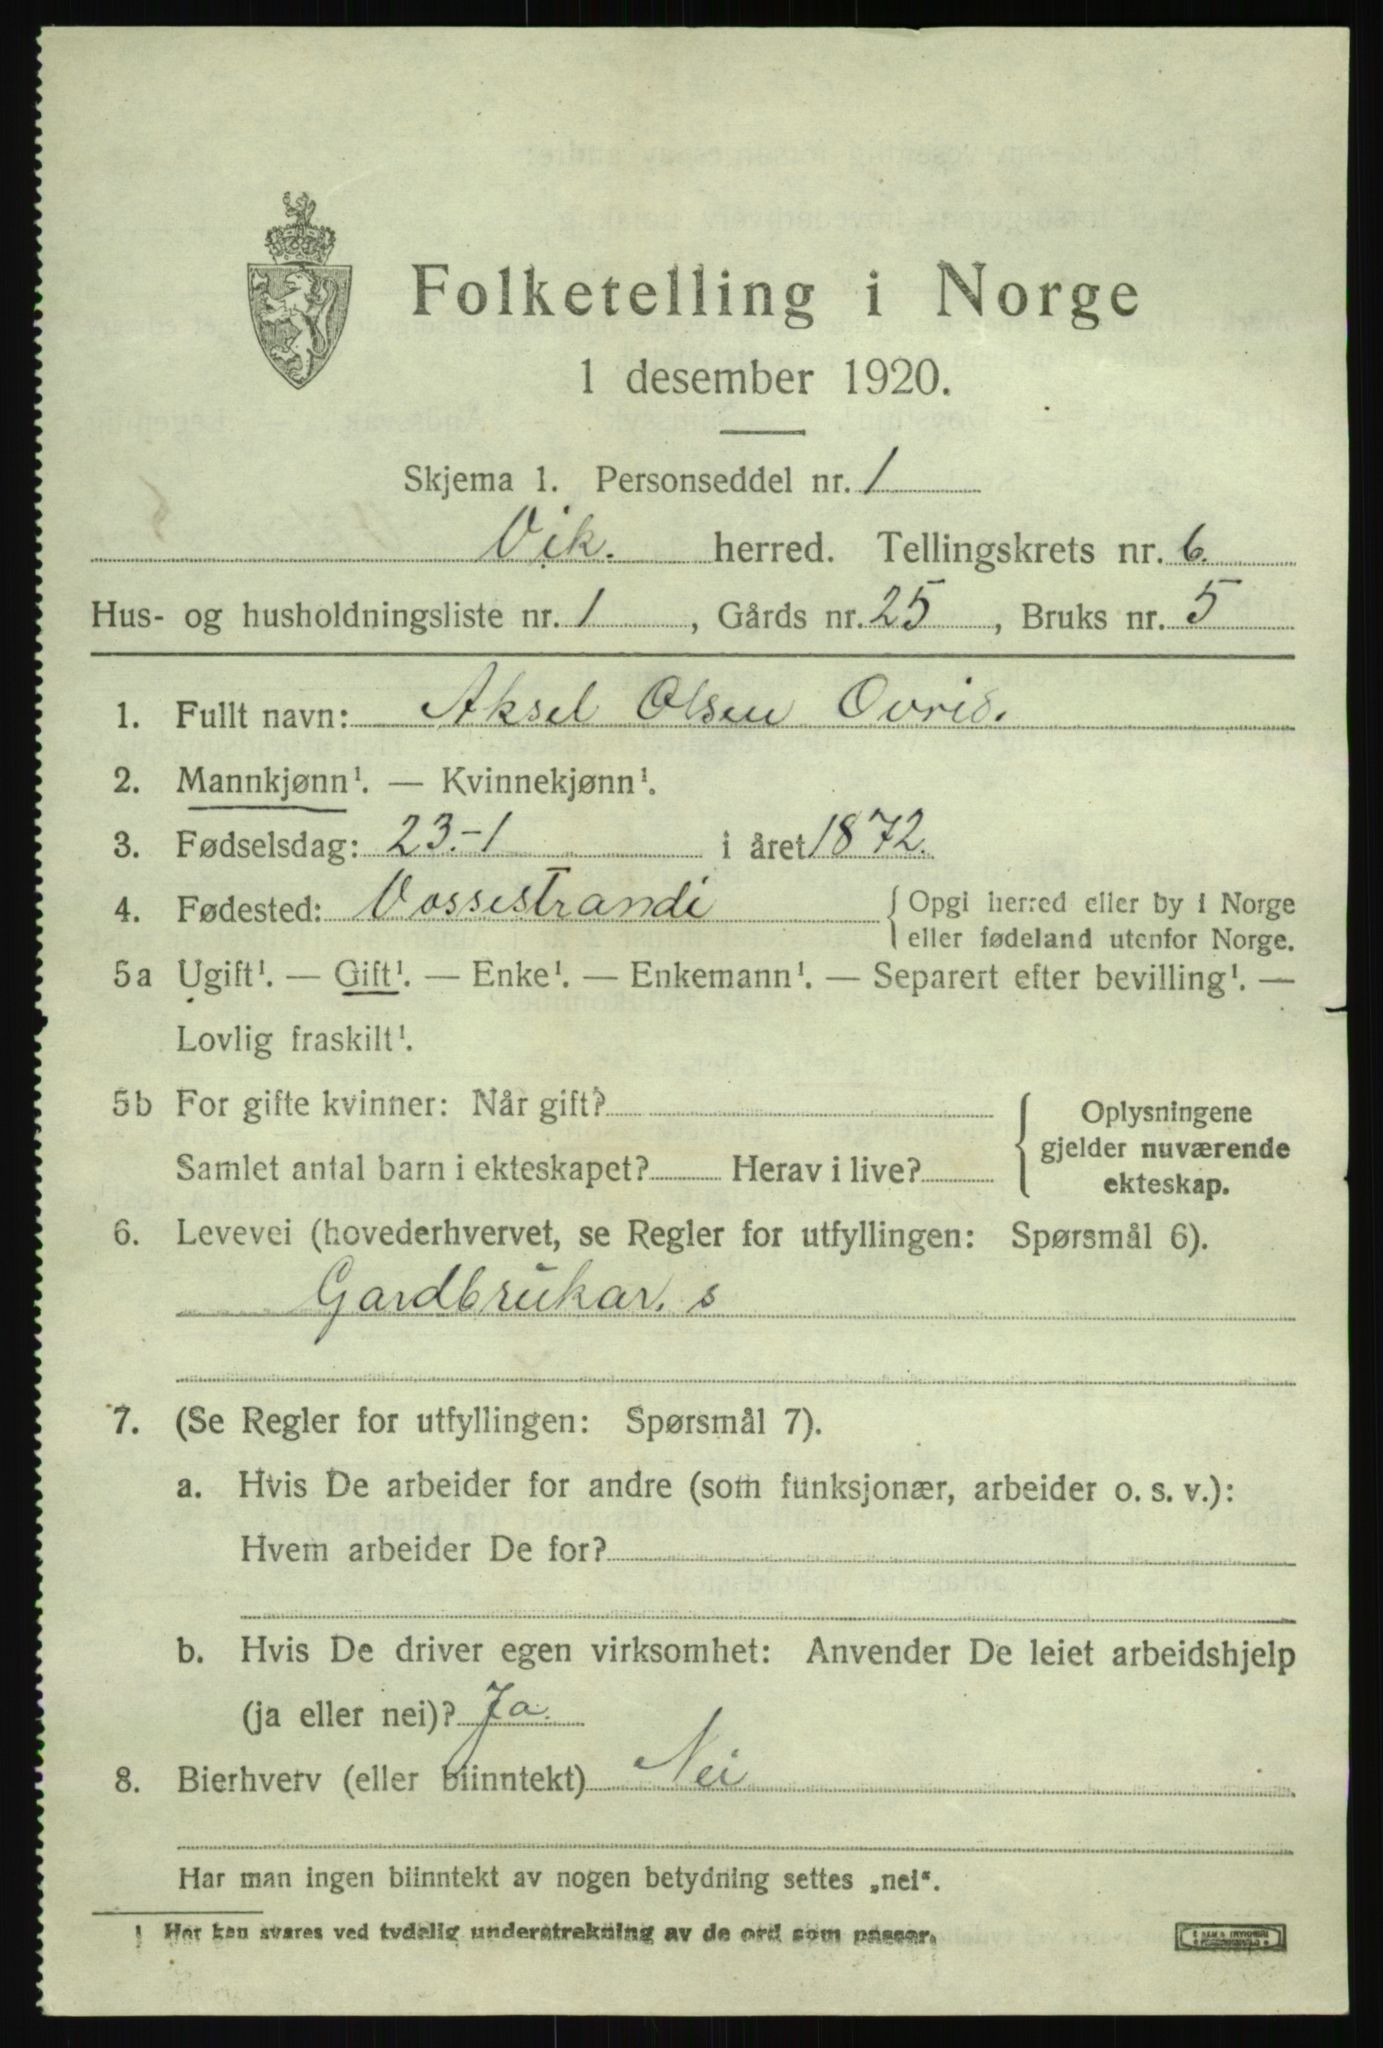 Folketelling i Norge
1 desember 1920.
Skjema 1. Personseddel nr. 1
Vik. herred. Tellingskrets nr. 6.
Hus- og husholdningsliste nr. 1, Gårds nr. 25, Bruks nr. 5
1. Fullt navn: Aksel Olsen Ovris.
2. Mannkjønn¹. — Kvinnekjønn¹.
3. Fødselsdag: 23.-1 i året 1872.
4. Fødested: Vossestrandi { Opgi herred eller by i Norge
eller fødeland utenfor Norge.
5a Ugift¹. — Gift¹. — Enke¹. — Enkemann¹. — Separert efter bevilling¹. —
Lovlig fraskilt¹.
5b For gifte kvinner: Når gift? { Oplysningene
gjelder nuværende
Samlet antal barn i ekteskapet? Herav i live? ekteskap.
6. Levevei (hovederhvervet, se Regler for utfyllingen: Spørsmål 6).
Gardbrukar. s
7. (Se Regler for utfyllingen: Spørsmål 7).
a. Hvis De arbeider for andre (som funksjonær, arbeider o. s. v.):
Hvem arbeider De for?
b. Hvis De driver egen virksomhet: Anvender De leiet arbeidshjelp
(ja eller nei)? Ja.
8. Bierhverv (eller biinntekt) Nei
Har man ingen biinntekt av nogen betydning settes „nei“.
¹ Her kan svares ved tydelig understrekning av de ord som passer.